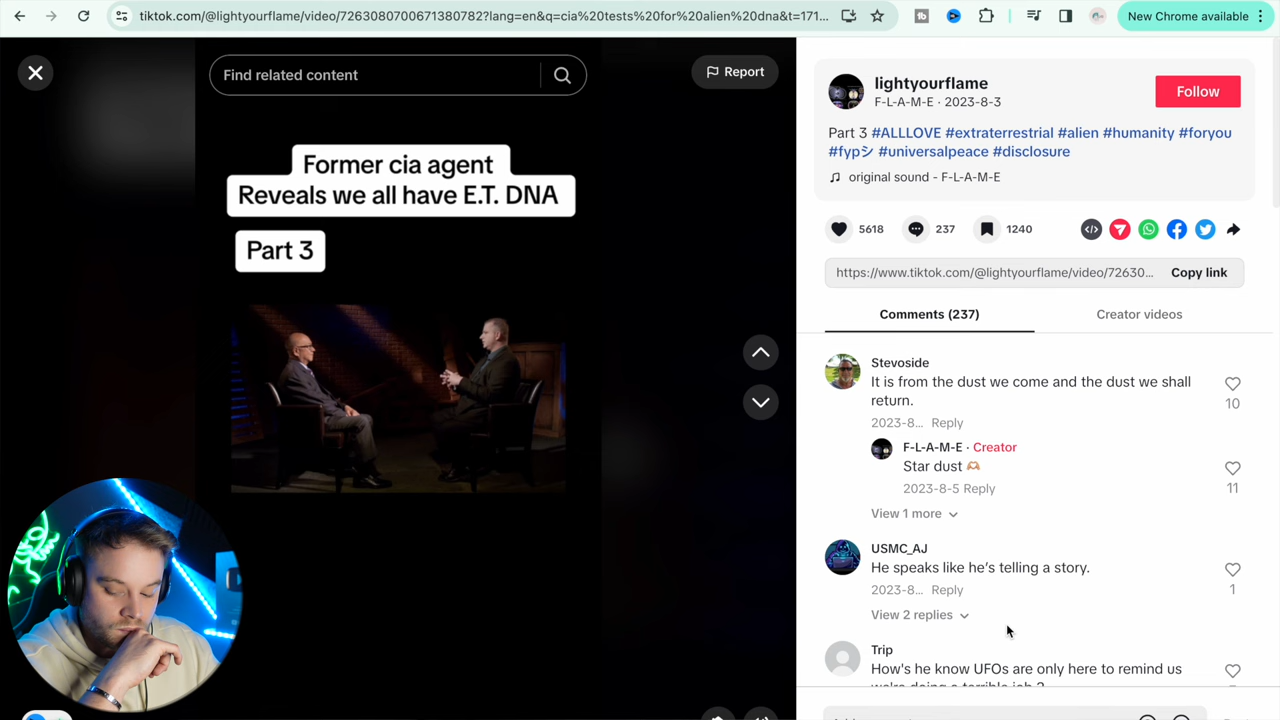 tiktok.com/@lightyourflame/video/7263080700671380782?lang=en&q=cia%20tests%20for%20alien%20dna&t=171...
New Chrome available
Find related content
Report
Former cia agent
Reveals we all have E.T. DNA
Part 3
lightyourflame
F-L-A-M-E · 2023-8-3
Follow
Part 3 #ALLLOVE #extraterrestrial #alien #humanity #foryou
#fypシ #universalpeace #disclosure
original sound - F-L-A-M-E
5618
237
1240
https://www.tiktok.com/@lightyourflame/video/72630...
Copy link
Comments (237)
Creator videos
Stevoside
It is from the dust we come and the dust we shall
return.
10
2023-8... Reply
F-L-A-M-E · Creator
Star dust 🫶🏼
11
2023-8-5 Reply
View 1 more
USMC_AJ
He speaks like he's telling a story.
1
2023-8... Reply
View 2 replies
Trip
How's he know UFOs are only here to remind us
we're doing a terrible job ?